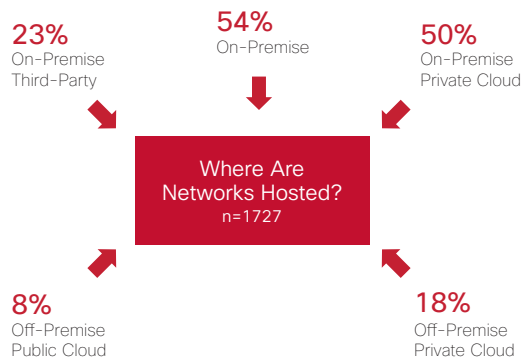 23%
On-Premise
Third-Party
54%
On-Premise
50%
On-Premise
Private Cloud
Where Are
Networks Hosted?
n=1727
8%
Off-Premise
Public Cloud
18%
Off-Premise
Private Cloud